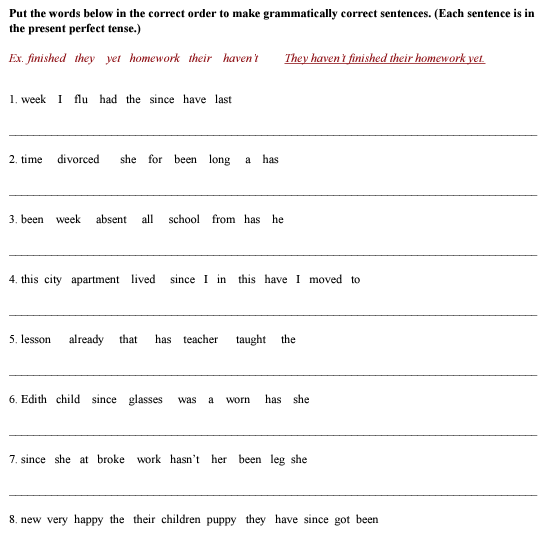 Put the words below in the correct order to make grammatically correct sentences. (Each sentence is in
the present perfect tense.)
Ex. finished they yet homework their haven't They haven't finished their homework yet.
1. week I flu had the since have last
2. time divorced she for been long a has
3. been week absent all school from has he
4. this city apartment lived since I in this have I moved to
5. lesson already that has teacher taught the
6. Edith child since glasses was a worn has she
7. since she at broke work hasn't her been leg she
8. new very happy the their children puppy they have since got been